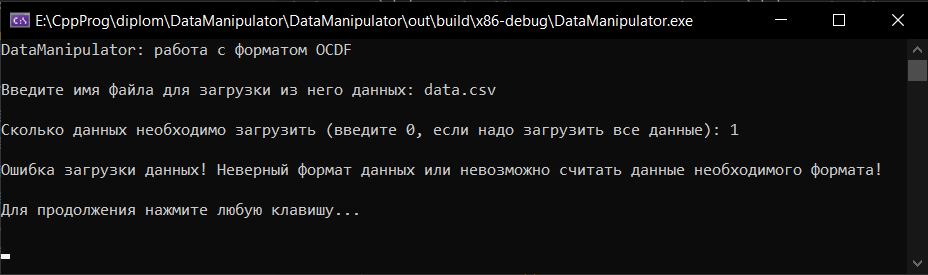 E:\CppProg\diplom\DataManipulator\DataManipulator\out\build\x86-debug\DataManipulator.exe
DataManipulator: работа с форматом OCDF
Введите имя файла для загрузки из него данных: data.csv
Сколько данных необходимо загрузить (введите 0, если надо загрузить все данные): 1
Ошибка загрузки данных! Неверный формат данных или невозможно считать данные необходимого формата!
Для продолжения нажмите любую клавишу...